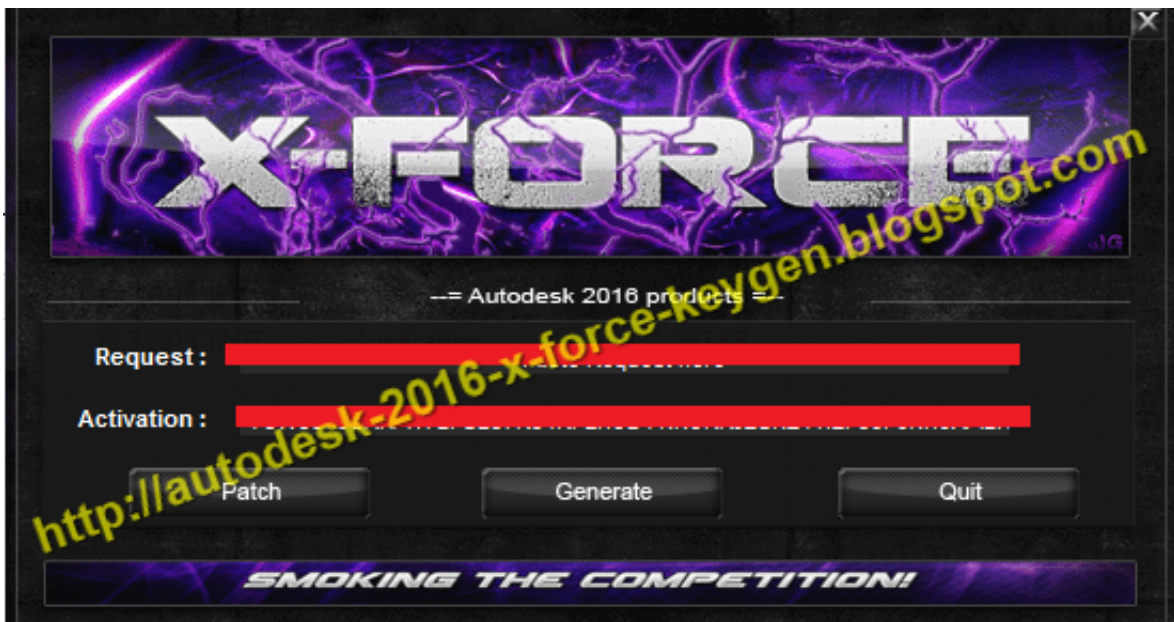 X
X-FORCE
WG
--= Autodesk 2016 products =--
Request :
Activation :
Patch
Generate
Quit
SMOKING THE COMPETITION!
http://autodesk-2016-x-force-keygen.blogspot.com